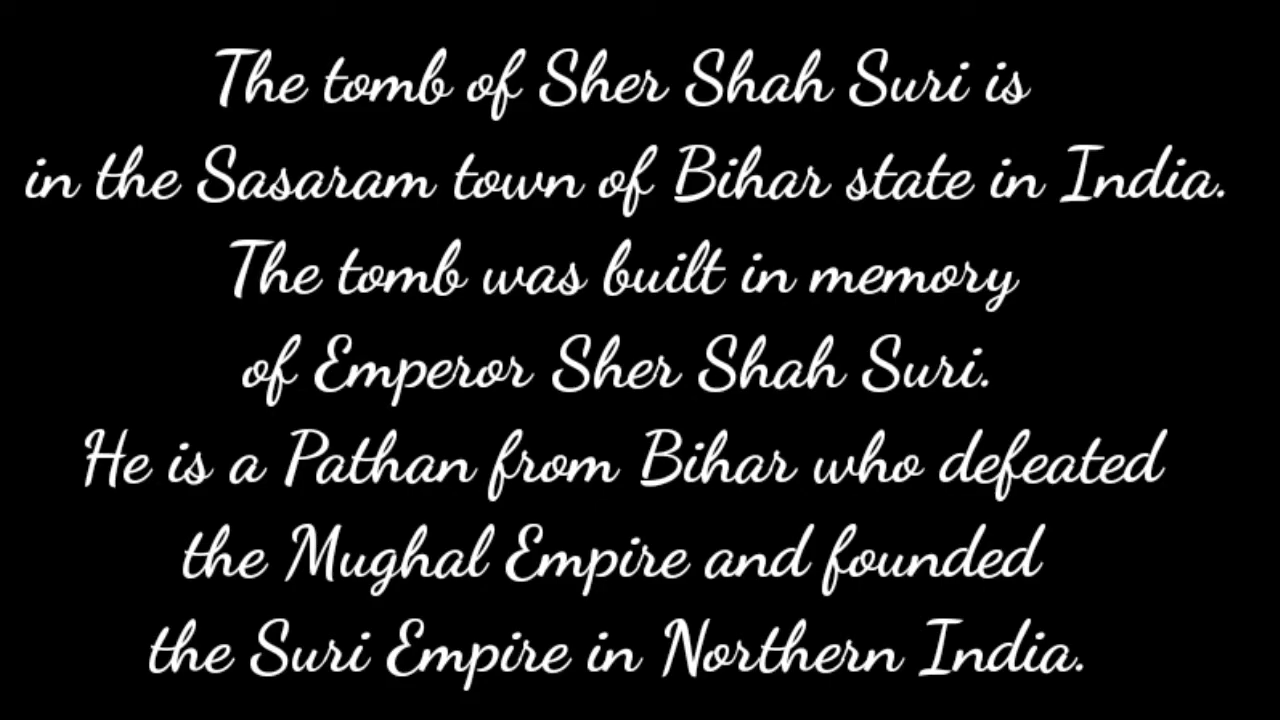 The tomb of Sher Shah Suri is
in the Sasaram town of Bihar state in India.
The tomb was built in memory
of Emperor Sher Shah Suri.
He is a Pathan from Bihar who defeated
the Mughal Empire and founded
the Suri Empire in Northern India.